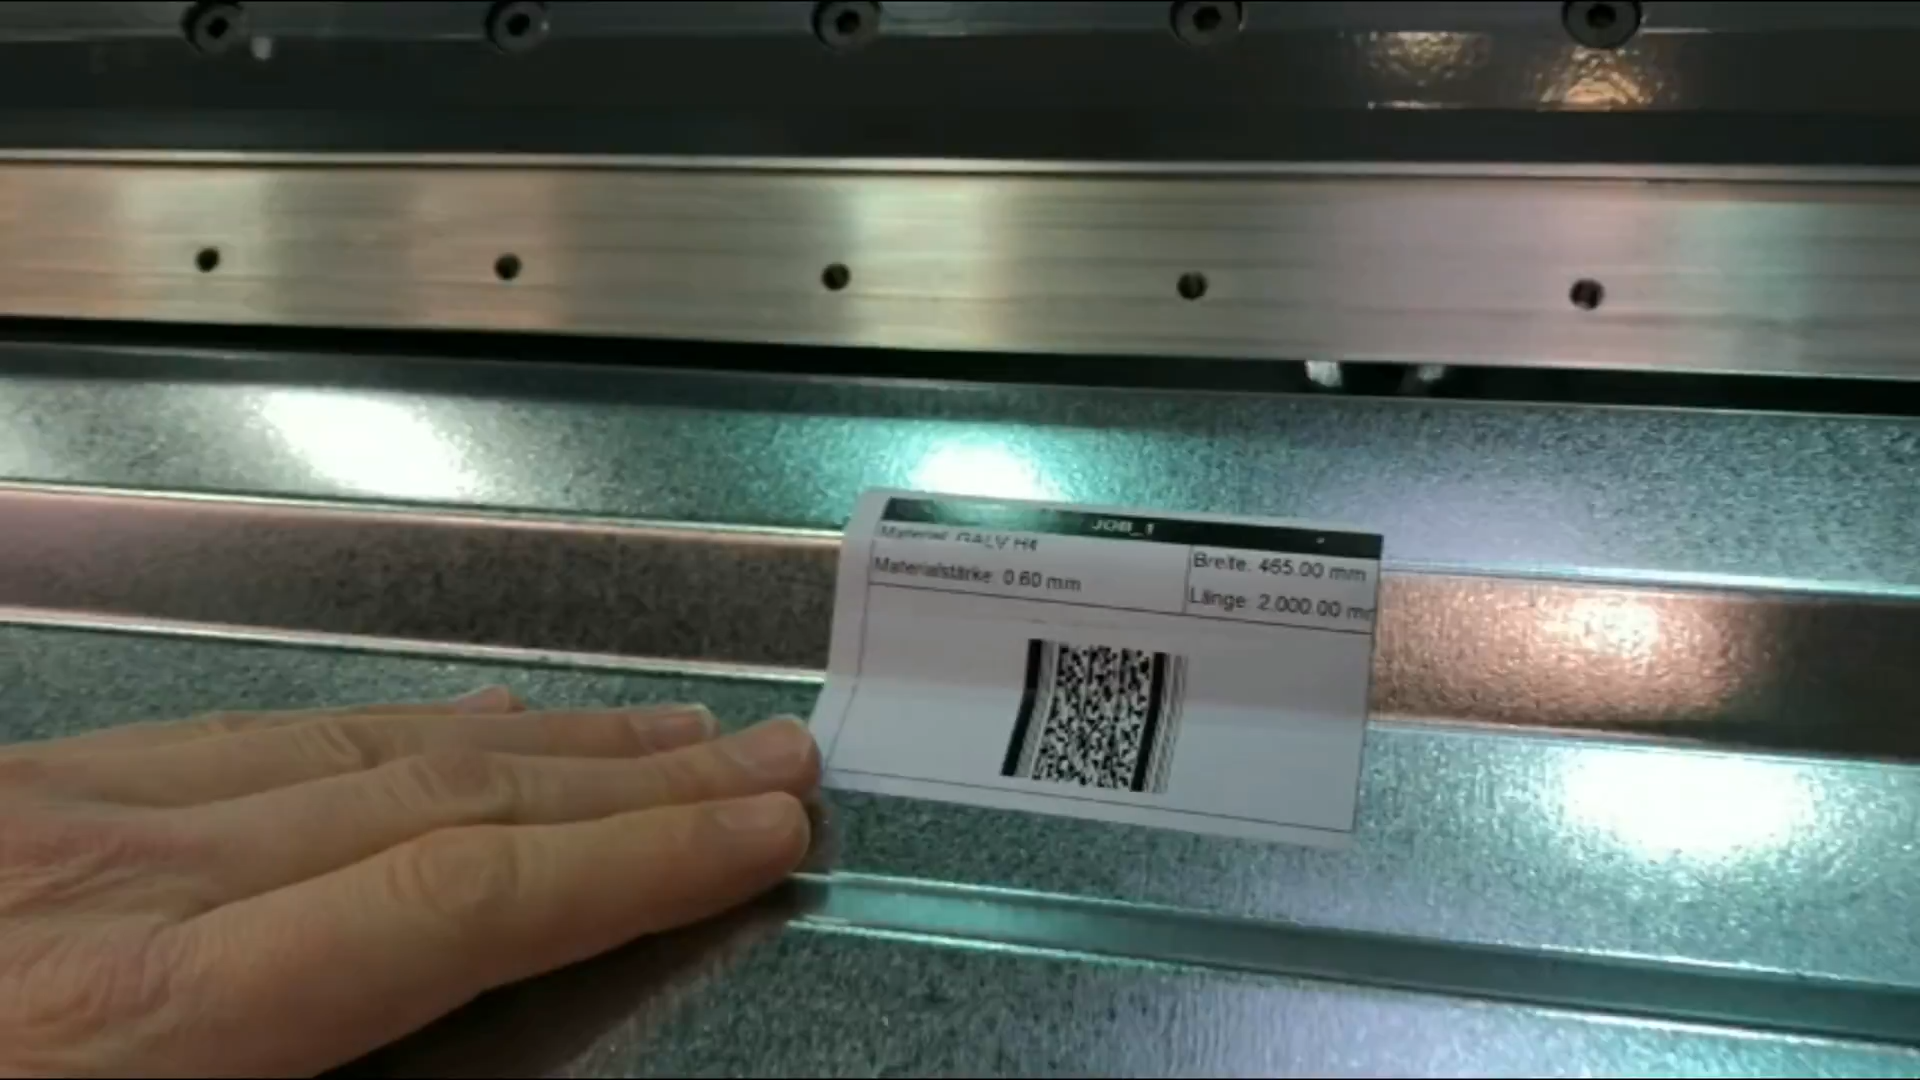 JOB_1
Material: GALV H4
Materialstärke: 0.60 mm
Breite: 465.00 mm
Länge: 2.000.00 mm